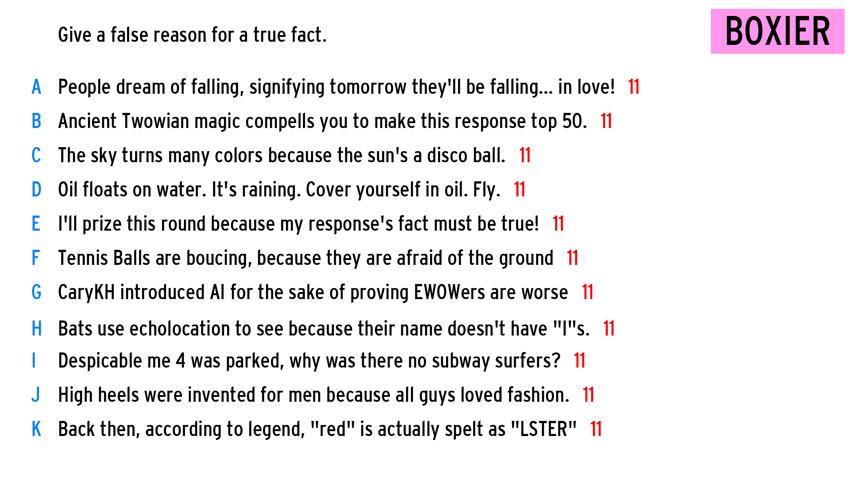 Give a false reason for a true fact.
BOXIER
A People dream of falling, signifying tomorrow they'll be falling... in love! 11
B Ancient Twowian magic compells you to make this response top 50. 11
C The sky turns many colors because the sun's a disco ball. 11
D Oil floats on water. It's raining. Cover yourself in oil. Fly. 11
E I'll prize this round because my response's fact must be true! 11
F Tennis Balls are boucing, because they are afraid of the ground 11
G CaryKH introduced AI for the sake of proving EWOWers are worse 11
H Bats use echolocation to see because their name doesn't have "I"s. 11
I Despicable me 4 was parked, why was there no subway surfers? 11
J High heels were invented for men because all guys loved fashion. 11
K Back then, according to legend, "red" is actually spelt as "LSTER" 11